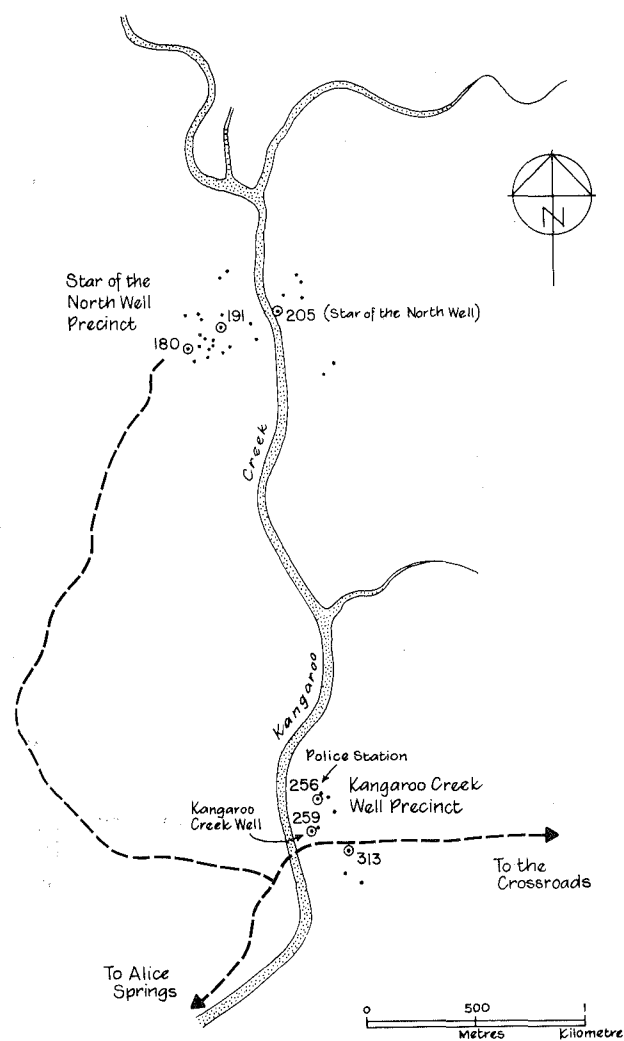 N
Star of the
North Well
Precinct
191
205 (Star of the North Well)
180
Creek
Kangaroo
Police Station
256
Kangaroo Creek
Well Precinct
Kangaroo
Creek Well
259
313
To the
Crossroads
To Alice
Springs
0 500 1
Metres Kilometre